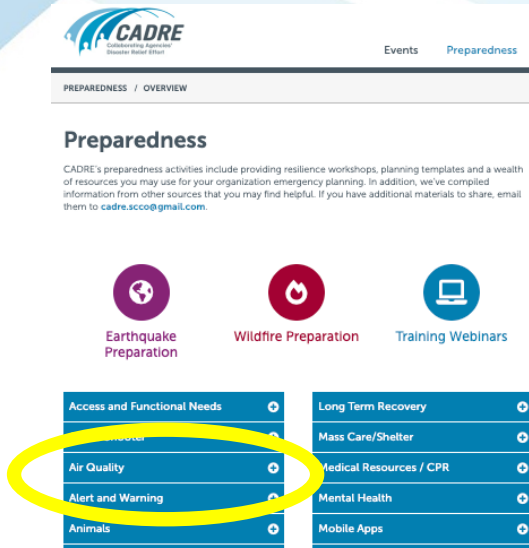 CADRE
Collaborating Agencies'
Disaster Relief Effort
Events Preparedness
PREPAREDNESS / OVERVIEW
Preparedness
CADRE's preparedness activities include providing resilience workshops, planning templates and a wealth
of resources you may use for your organization emergency planning. In addition, we've compiled
information from other sources that you may find helpful. If you have additional materials to share, email
them to cadre.scco@gmail.com.
Earthquake
Preparation
Wildfire Preparation
Training Webinars
Access and Functional Needs
Air Quality
Alert and Warning
Animals
Long Term Recovery
Mass Care/Shelter
Medical Resources / CPR
Mental Health
Mobile Apps